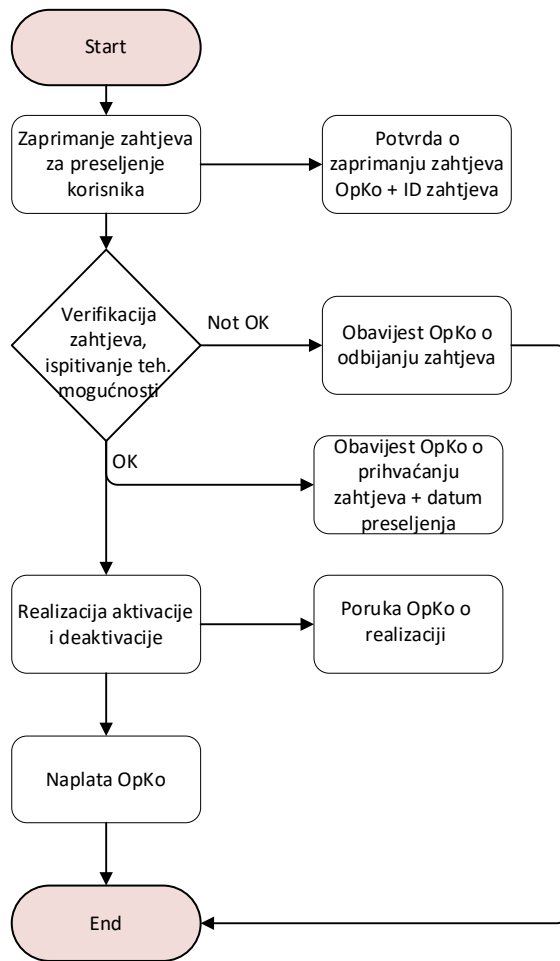 Start
Zaprimanje zahtjeva
za preseljenje
korisnika
Potvrda o
zaprimanju zahtjeva
OpKo + ID zahtjeva
Verifikacija
zahtjeva,
ispitivanje teh.
mogućnosti
Not OK
Obavijest OpKo o
odbijanju zahtjeva
OK
Obavijest OpKo o
prihvaćanju
zahtjeva + datum
preseljenja
Realizacija aktivacije
i deaktivacije
Poruka OpKo o
realizaciji
Naplata OpKo
End